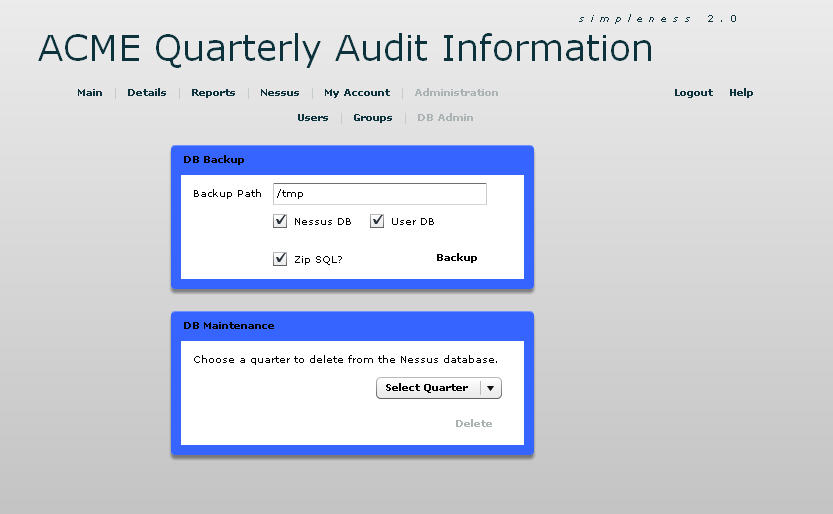 simpleness 2.0
ACME Quarterly Audit Information
Main Details Reports Nessus My Account Administration Logout Help
Users Groups DB Admin
DB Backup
Backup Path /tmp
Nessus DB User DB
Zip SQL? Backup
DB Maintenance
Choose a quarter to delete from the Nessus database.
Select Quarter
Delete